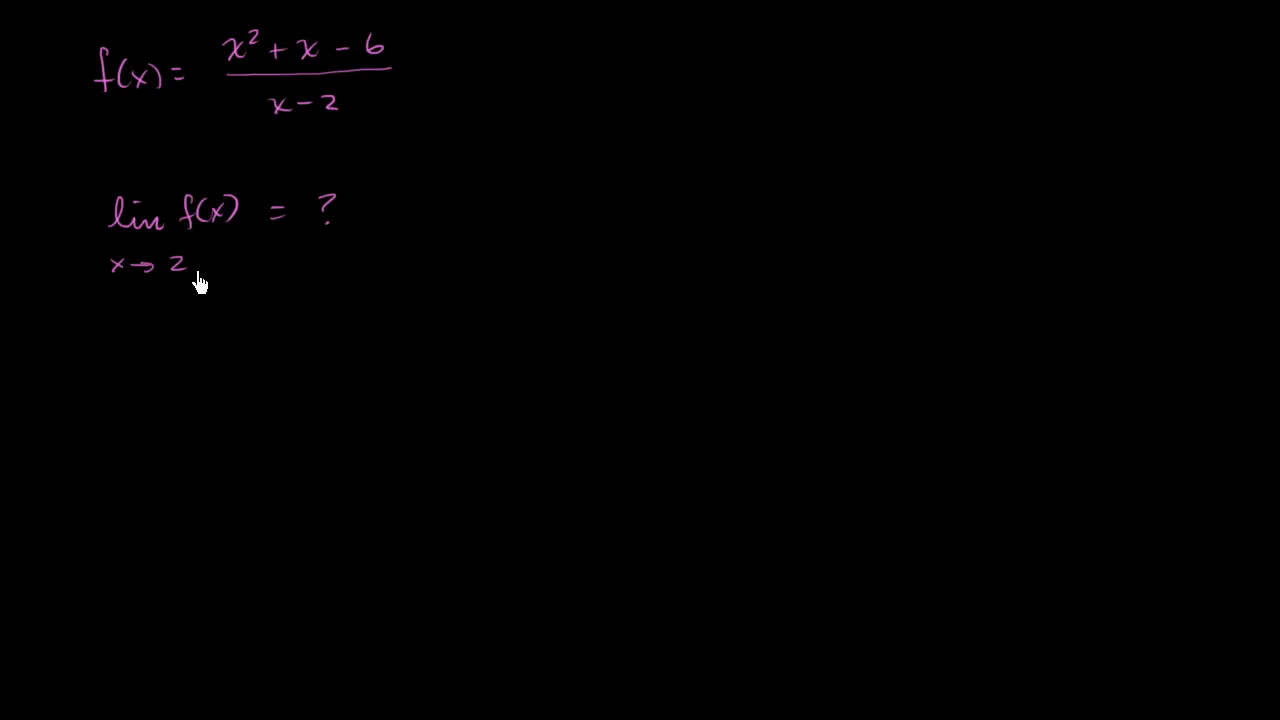 f(x) = x² + x - 6 / x - 2
lim f(x) = ?
x → 2